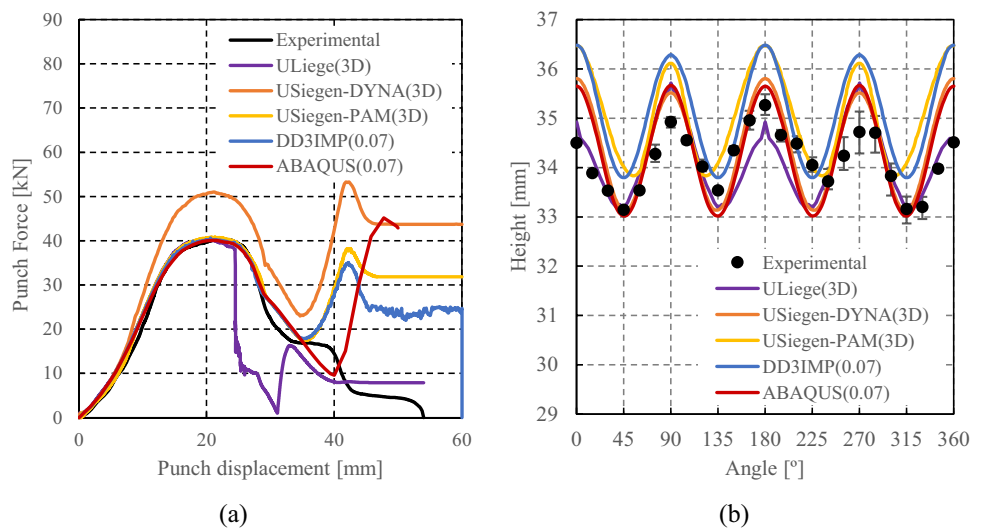 90
80
70
60
50
40
30
20
10
0
Punch Force [kN]
Experimental
ULiege(3D)
USiegen-DYNA(3D)
USiegen-PAM(3D)
DD3IMP(0.07)
ABAQUS(0.07)
0 20 40 60
Punch displacement [mm]
(a)
37
36
35
34
33
32
31
30
29
Height [mm]
Experimental
ULiege(3D)
USiegen-DYNA(3D)
USiegen-PAM(3D)
DD3IMP(0.07)
ABAQUS(0.07)
0 45 90 135 180 225 270 315 360
Angle [º]
(b)